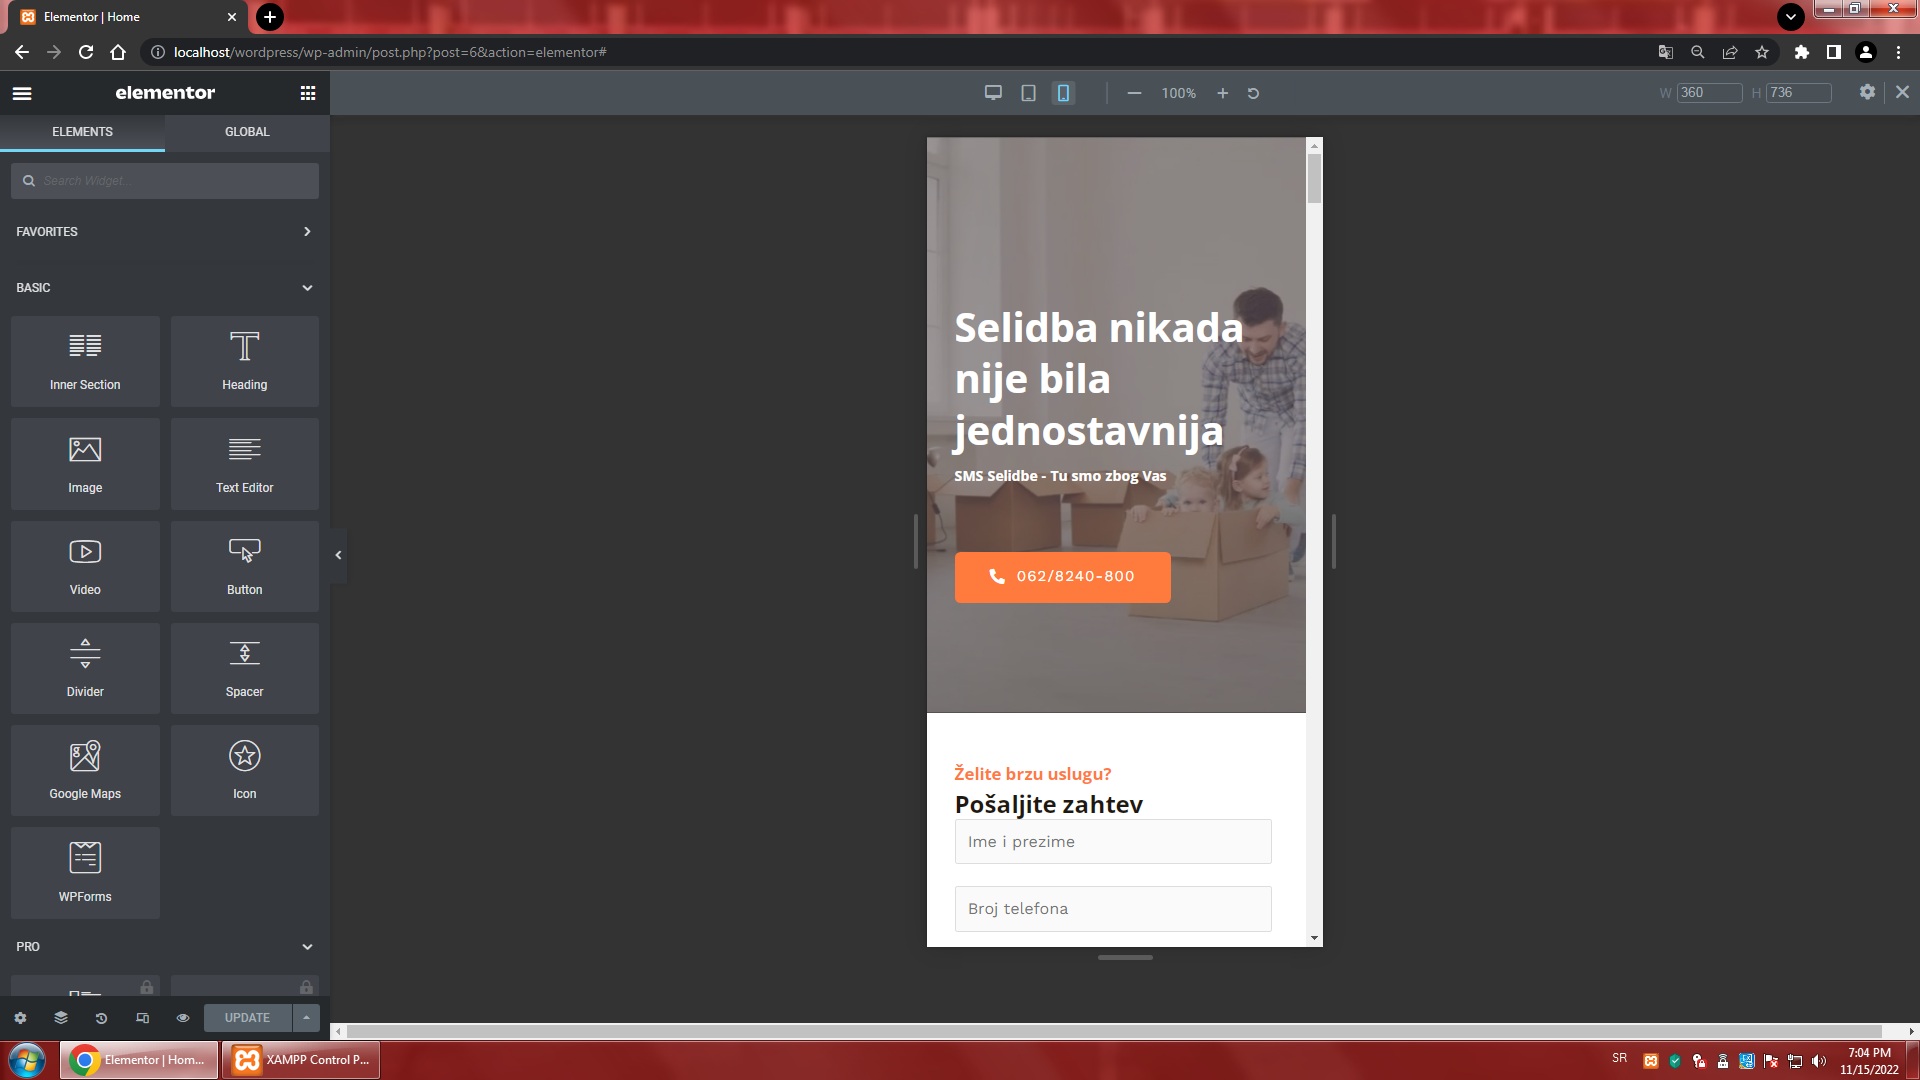 Elementor | Home
localhost/wordpress/wp-admin/post.php?post=6&action=elementor#
elementor
100%
W 360 H 736
ELEMENTS GLOBAL
Search Widget...
FAVORITES
BASIC
Inner Section Heading
Image Text Editor
Video Button
Divider Spacer
Google Maps Icon
WPForms
PRO
UPDATE
Selidba nikada
nije bila
jednostavnija
SMS Selidbe - Tu smo zbog Vas
062/8240-800
Želite brzu uslugu?
Pošaljite zahtev
Ime i prezime
Broj telefona
Elementor | Hom...
XAMPP Control P...
SR
7:04 PM
11/15/2022